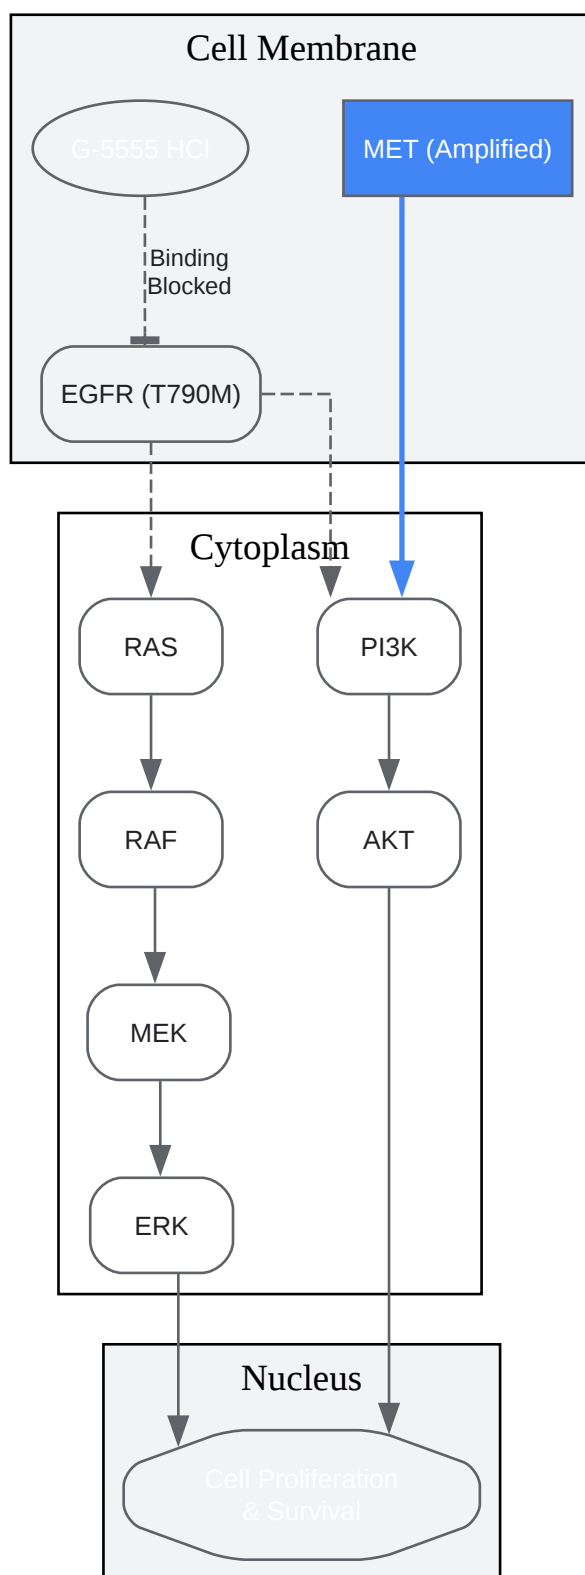 Cell Membrane
G-5555 HCl
MET (Amplified)
Binding
Blocked
EGFR (T790M)
Cytoplasm
RAS
PI3K
RAF
AKT
MEK
ERK
Nucleus
Cell Proliferation
& Survival